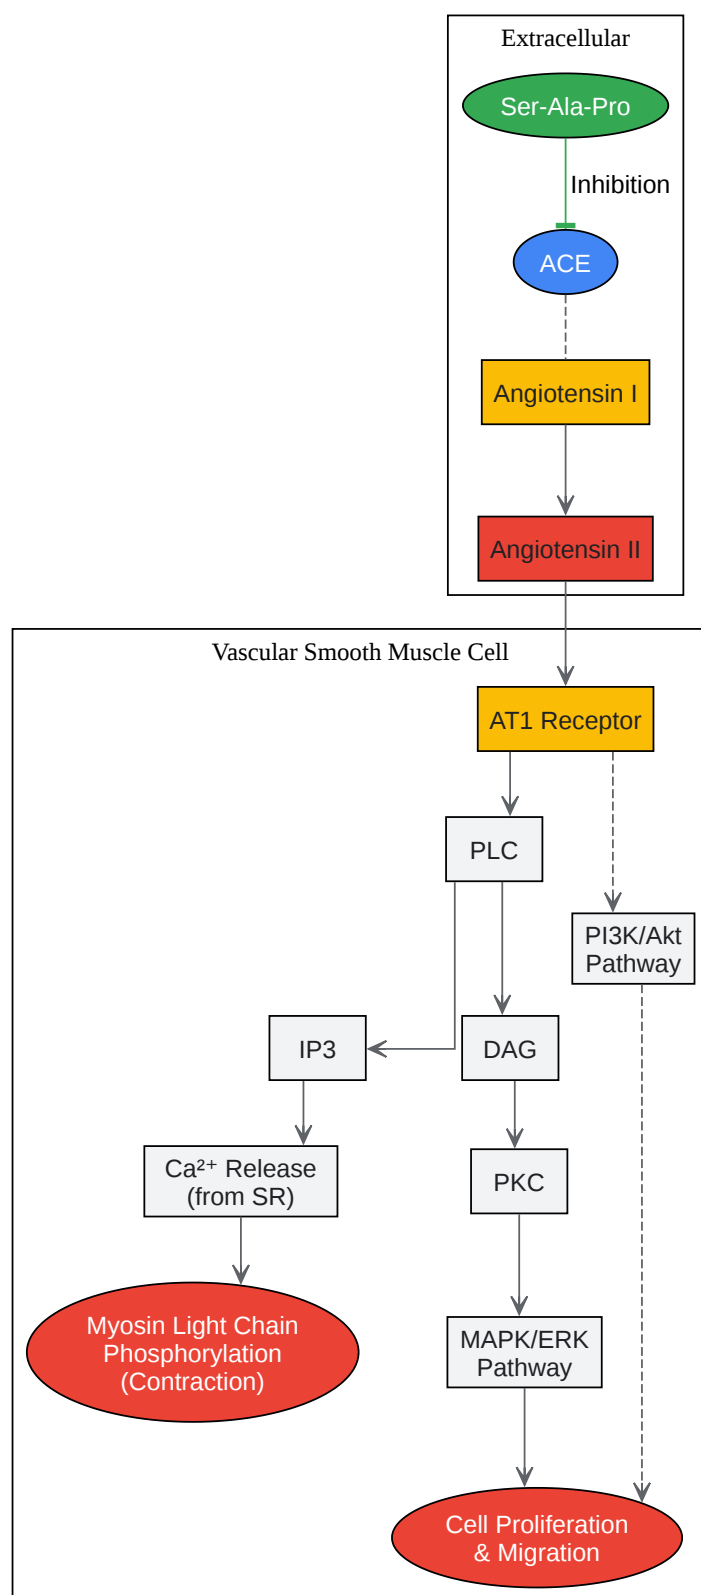 Extracellular
Ser-Ala-Pro
Inhibition
ACE
Angiotensin I
Angiotensin II
Vascular Smooth Muscle Cell
AT1 Receptor
PLC
PI3K/Akt
Pathway
IP3
DAG
Ca²⁺ Release
(from SR)
PKC
Myosin Light Chain
Phosphorylation
(Contraction)
MAPK/ERK
Pathway
Cell Proliferation
& Migration